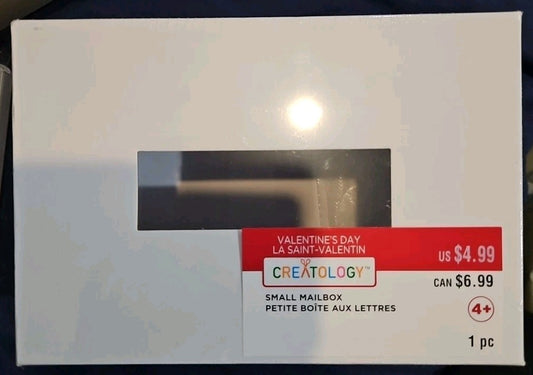 VALENTINE'S DAY
LA SAINT-VALENTIN
US $4.99
CREATOLOGY™
CAN $6.99
SMALL MAILBOX
PETITE BOÎTE AUX LETTRES
4+
1 pc